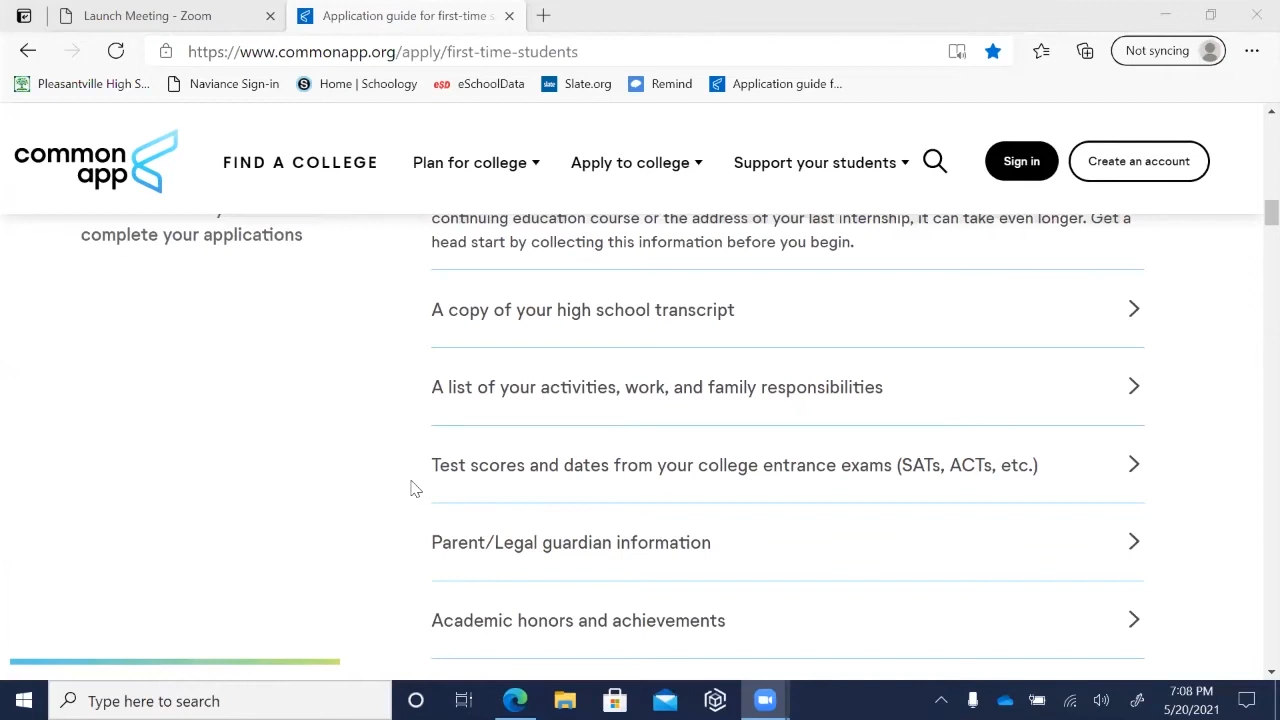 Launch Meeting - Zoom
Application guide for first-time s
https://www.commonapp.org/apply/first-time-students
Not syncing
Pleasantville High S...
Naviance Sign-in
Home | Schoology
eSchoolData
Slate.org
Remind
Application guide f...
common
app
FIND A COLLEGE
Plan for college
Apply to college
Support your students
Sign in
Create an account
complete your applications
continuing education course or the address of your last internship, it can take even longer. Get a
head start by collecting this information before you begin.
A copy of your high school transcript
A list of your activities, work, and family responsibilities
Test scores and dates from your college entrance exams (SATs, ACTs, etc.)
Parent/Legal guardian information
Academic honors and achievements
Type here to search
7:08 PM
5/20/2021